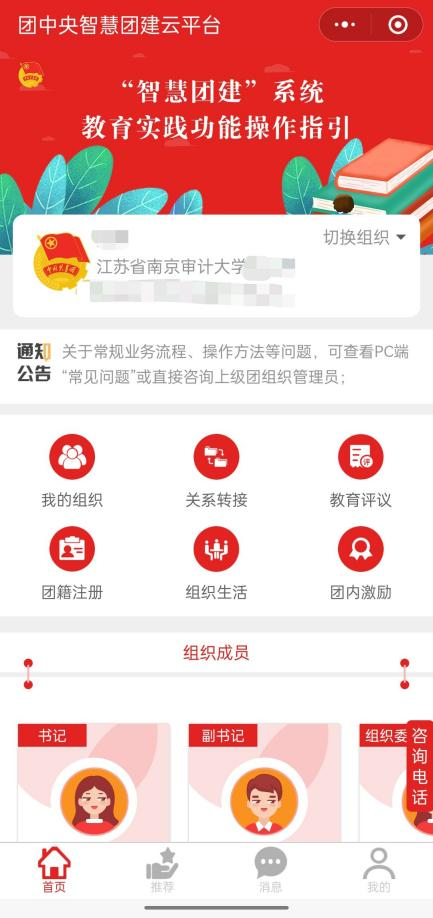 团中央智慧团建云平台
“智慧团建”系统
教育实践功能操作指引
切换组织
江苏省南京审计大学
通知
公告
关于常规业务流程、操作方法等问题，可查看PC端
“常见问题”或直接咨询上级团组织管理员；
我的组织
关系转接
教育评议
团籍注册
组织生活
团内激励
组织成员
书记
副书记
组织委
咨询电话
首页
推荐
消息
我的